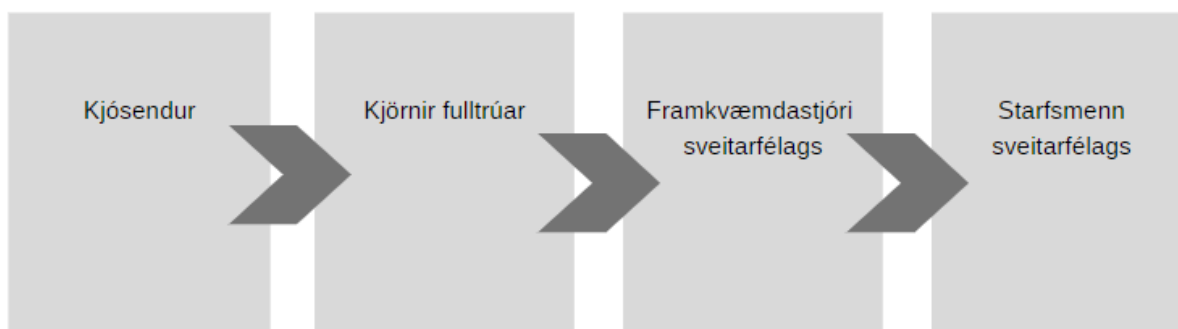 Kjósendur
Kjörnir fulltrúar
Framkvæmdastjóri
sveitarfélags
Starfsmenn
sveitarfélags